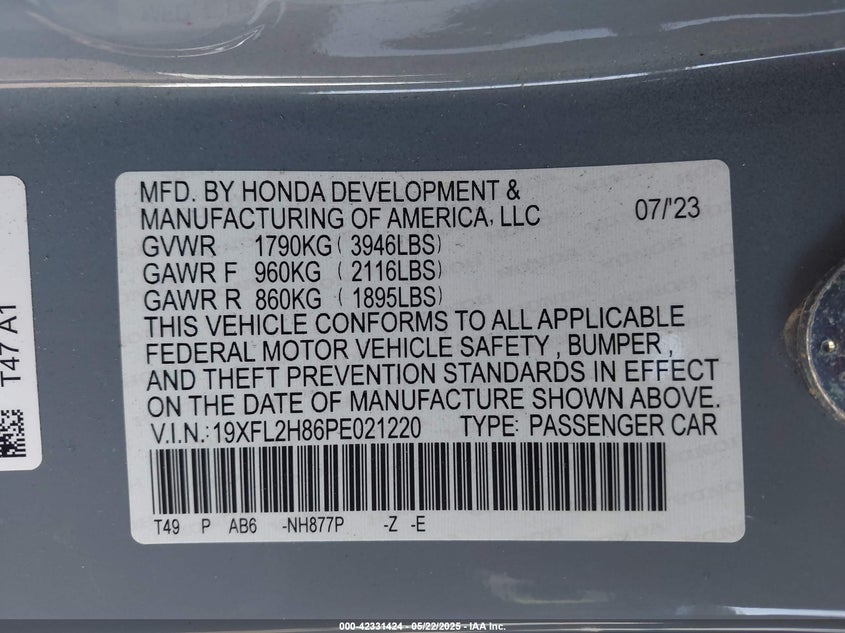 MFD. BY HONDA DEVELOPMENT &
MANUFACTURING OF AMERICA, LLC 07/'23
GVWR 1790KG ( 3946LBS)
GAWR F 960KG ( 2116LBS)
GAWR R 860KG ( 1895LBS)
THIS VEHICLE CONFORMS TO ALL APPLICABLE
FEDERAL MOTOR VEHICLE SAFETY , BUMPER ,
AND THEFT PREVENTION STANDARDS IN EFFECT
ON THE DATE OF MANUFACTURE SHOWN ABOVE.
V.I.N.: 19XFL2H86PE021220 TYPE: PASSENGER CAR
T49 P AB6 -NH877P -Z -E
T47 A1
000-42331424 - 05/22/2025 - IAA Inc.